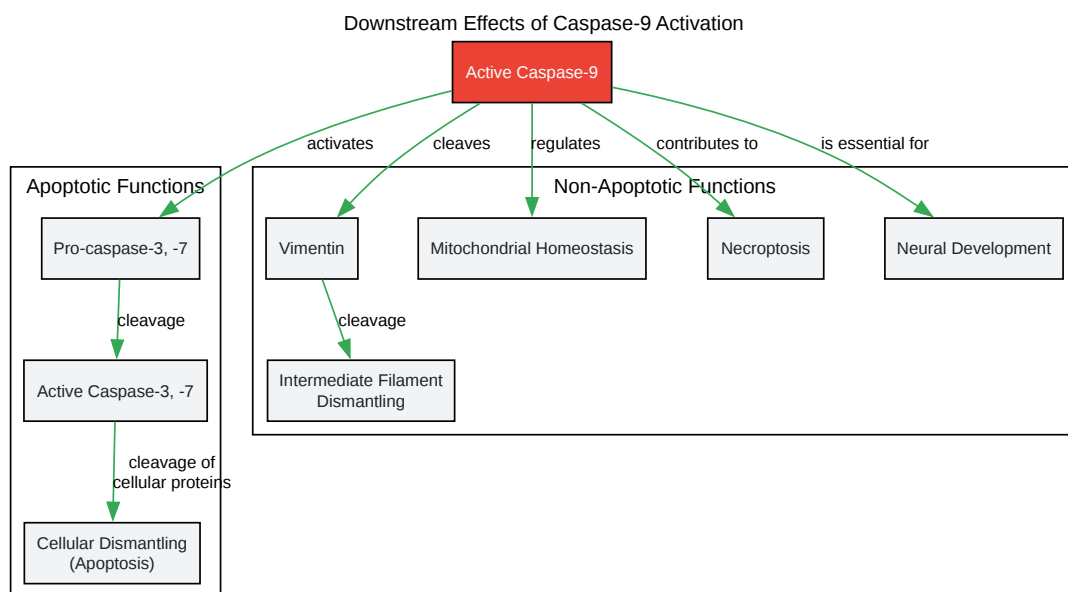 Downstream Effects of Caspase-9 Activation
Active Caspase-9
activates
cleaves
regulates
contributes to
is essential for
Apoptotic Functions
Non-Apoptotic Functions
Pro-caspase-3, -7
Vimentin
Mitochondrial Homeostasis
Necroptosis
Neural Development
cleavage
cleavage
Active Caspase-3, -7
Intermediate Filament
Dismantling
cleavage of
cellular proteins
Cellular Dismantling
(Apoptosis)